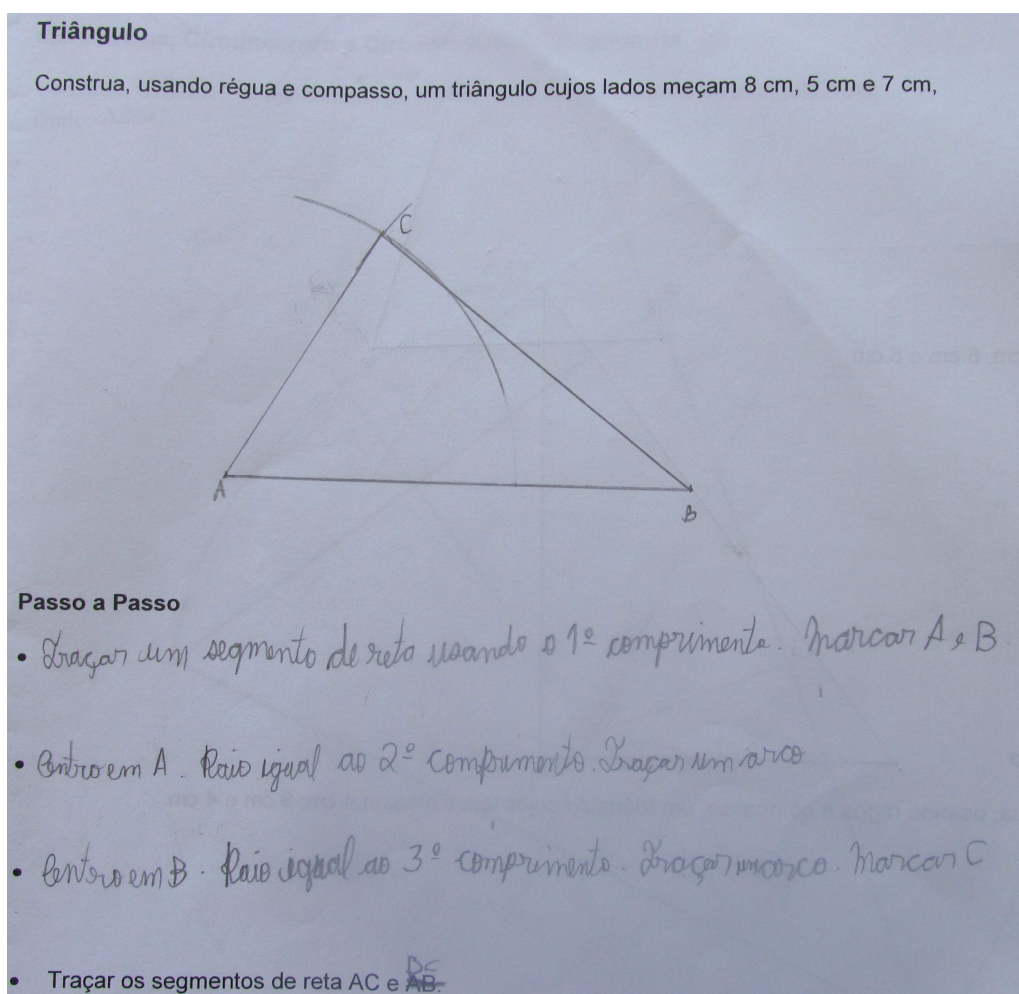 Triângulo
Construa, usando régua e compasso, um triângulo cujos lados meçam 8 cm, 5 cm e 7 cm,
C
A
B
Passo a Passo
• Traçar um segmento de reta usando o 1º comprimento. Marcar A e B.
• Centro em A. Raio igual ao 2º comprimento. Traçar um arco
• Centro em B. Raio igual ao 3º comprimento. Traçar um arco. Marcar C
BC
• Traçar os segmentos de reta AC e AB.